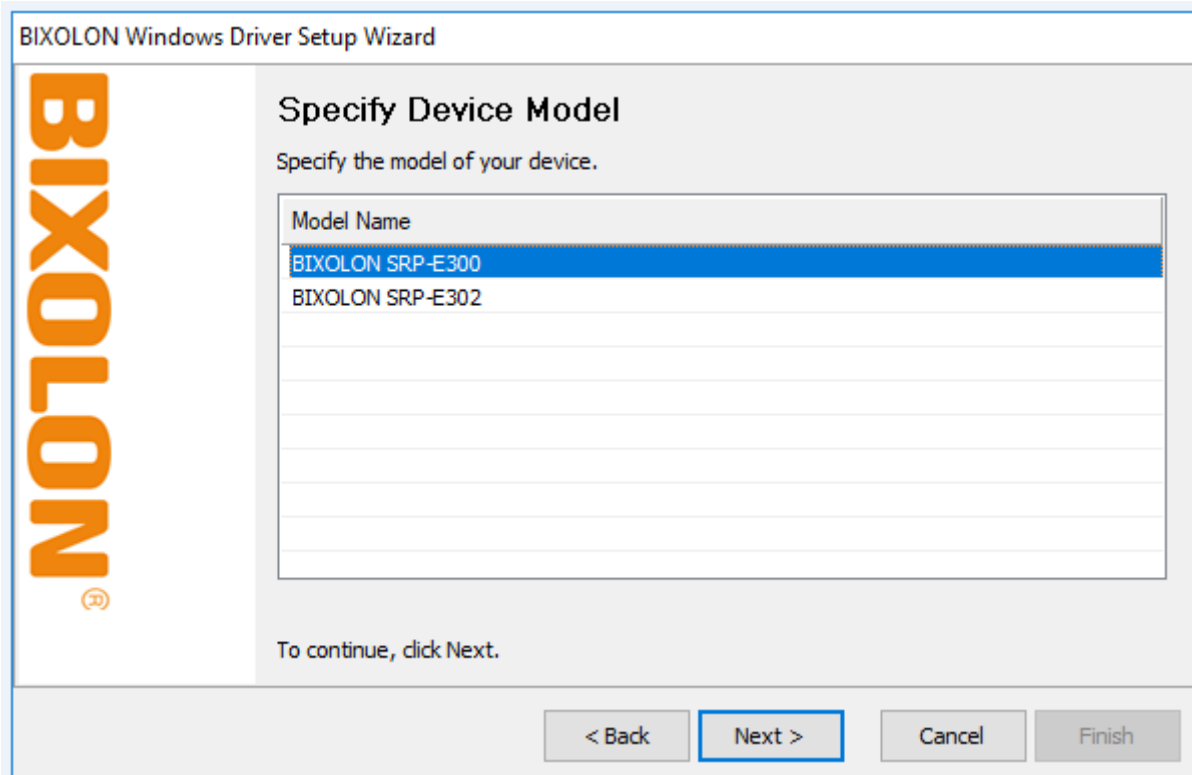 BIXOLON Windows Driver Setup Wizard
BIXOLON®
Specify Device Model
Specify the model of your device.
Model Name
BIXOLON SRP-E300
BIXOLON SRP-E302
To continue, click Next.
< Back
Next >
Cancel
Finish